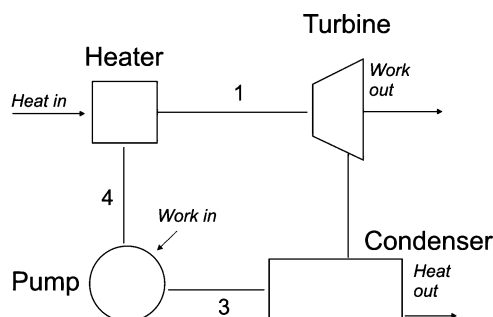 Turbine
Heater
Work
out
Heat in
1
4
Work in
Condenser
Pump
Heat
out
3